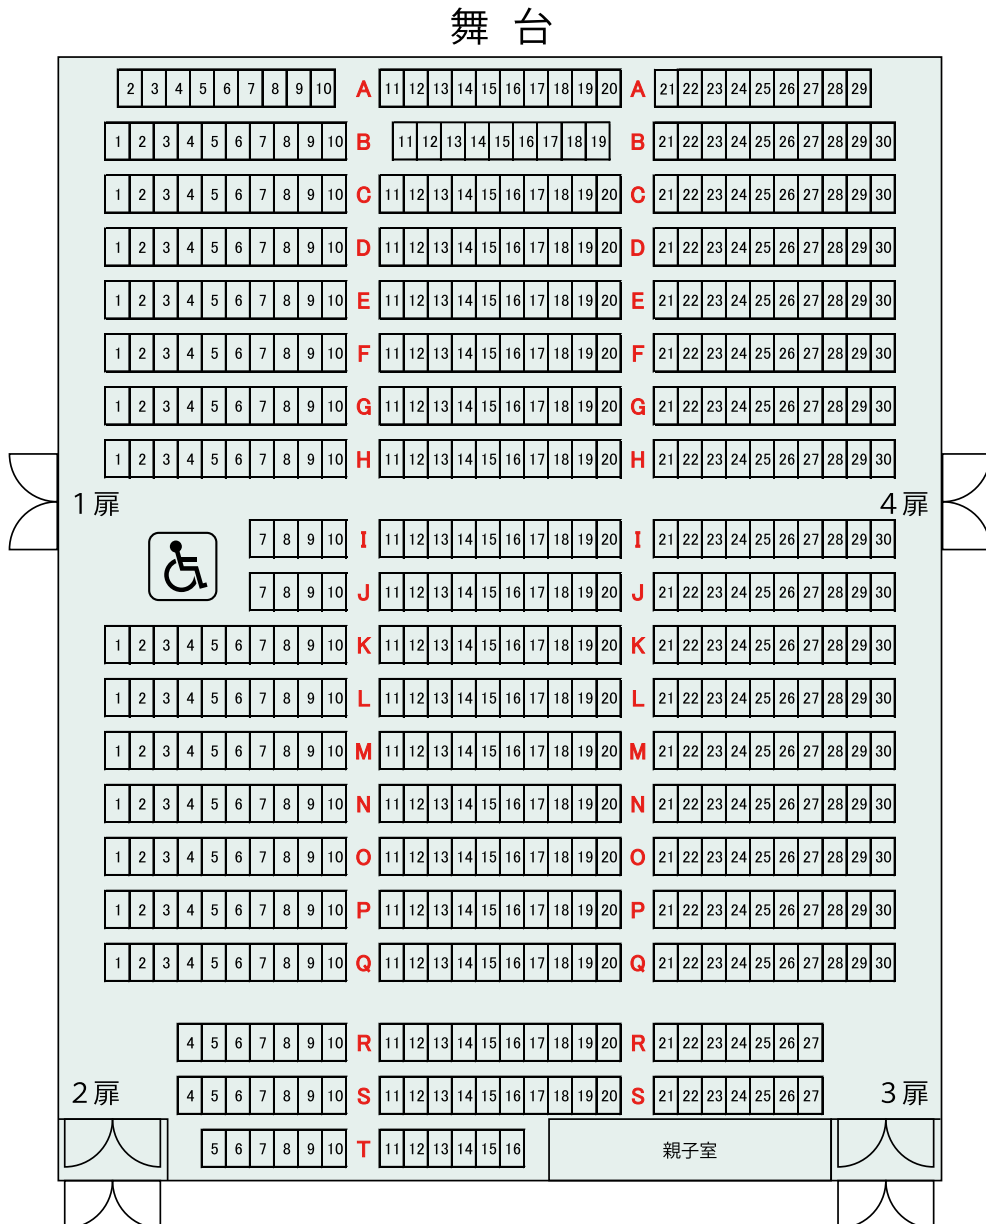 舞台
2 3 4 5 6 7 8 9 10 A 11 12 13 14 15 16 17 18 19 20 A 21 22 23 24 25 26 27 28 29
1 2 3 4 5 6 7 8 9 10 B 11 12 13 14 15 16 17 18 19 B 21 22 23 24 25 26 27 28 29 30
1 2 3 4 5 6 7 8 9 10 C 11 12 13 14 15 16 17 18 19 20 C 21 22 23 24 25 26 27 28 29 30
1 2 3 4 5 6 7 8 9 10 D 11 12 13 14 15 16 17 18 19 20 D 21 22 23 24 25 26 27 28 29 30
1 2 3 4 5 6 7 8 9 10 E 11 12 13 14 15 16 17 18 19 20 E 21 22 23 24 25 26 27 28 29 30
1 2 3 4 5 6 7 8 9 10 F 11 12 13 14 15 16 17 18 19 20 F 21 22 23 24 25 26 27 28 29 30
1 2 3 4 5 6 7 8 9 10 G 11 12 13 14 15 16 17 18 19 20 G 21 22 23 24 25 26 27 28 29 30
1 2 3 4 5 6 7 8 9 10 H 11 12 13 14 15 16 17 18 19 20 H 21 22 23 24 25 26 27 28 29 30
1扉 4扉
7 8 9 10 I 11 12 13 14 15 16 17 18 19 20 I 21 22 23 24 25 26 27 28 29 30
7 8 9 10 J 11 12 13 14 15 16 17 18 19 20 J 21 22 23 24 25 26 27 28 29 30
1 2 3 4 5 6 7 8 9 10 K 11 12 13 14 15 16 17 18 19 20 K 21 22 23 24 25 26 27 28 29 30
1 2 3 4 5 6 7 8 9 10 L 11 12 13 14 15 16 17 18 19 20 L 21 22 23 24 25 26 27 28 29 30
1 2 3 4 5 6 7 8 9 10 M 11 12 13 14 15 16 17 18 19 20 M 21 22 23 24 25 26 27 28 29 30
1 2 3 4 5 6 7 8 9 10 N 11 12 13 14 15 16 17 18 19 20 N 21 22 23 24 25 26 27 28 29 30
1 2 3 4 5 6 7 8 9 10 O 11 12 13 14 15 16 17 18 19 20 O 21 22 23 24 25 26 27 28 29 30
1 2 3 4 5 6 7 8 9 10 P 11 12 13 14 15 16 17 18 19 20 P 21 22 23 24 25 26 27 28 29 30
1 2 3 4 5 6 7 8 9 10 Q 11 12 13 14 15 16 17 18 19 20 Q 21 22 23 24 25 26 27 28 29 30
4 5 6 7 8 9 10 R 11 12 13 14 15 16 17 18 19 20 R 21 22 23 24 25 26 27
2扉 4 5 6 7 8 9 10 S 11 12 13 14 15 16 17 18 19 20 S 21 22 23 24 25 26 27 3扉
5 6 7 8 9 10 T 11 12 13 14 15 16 親子室